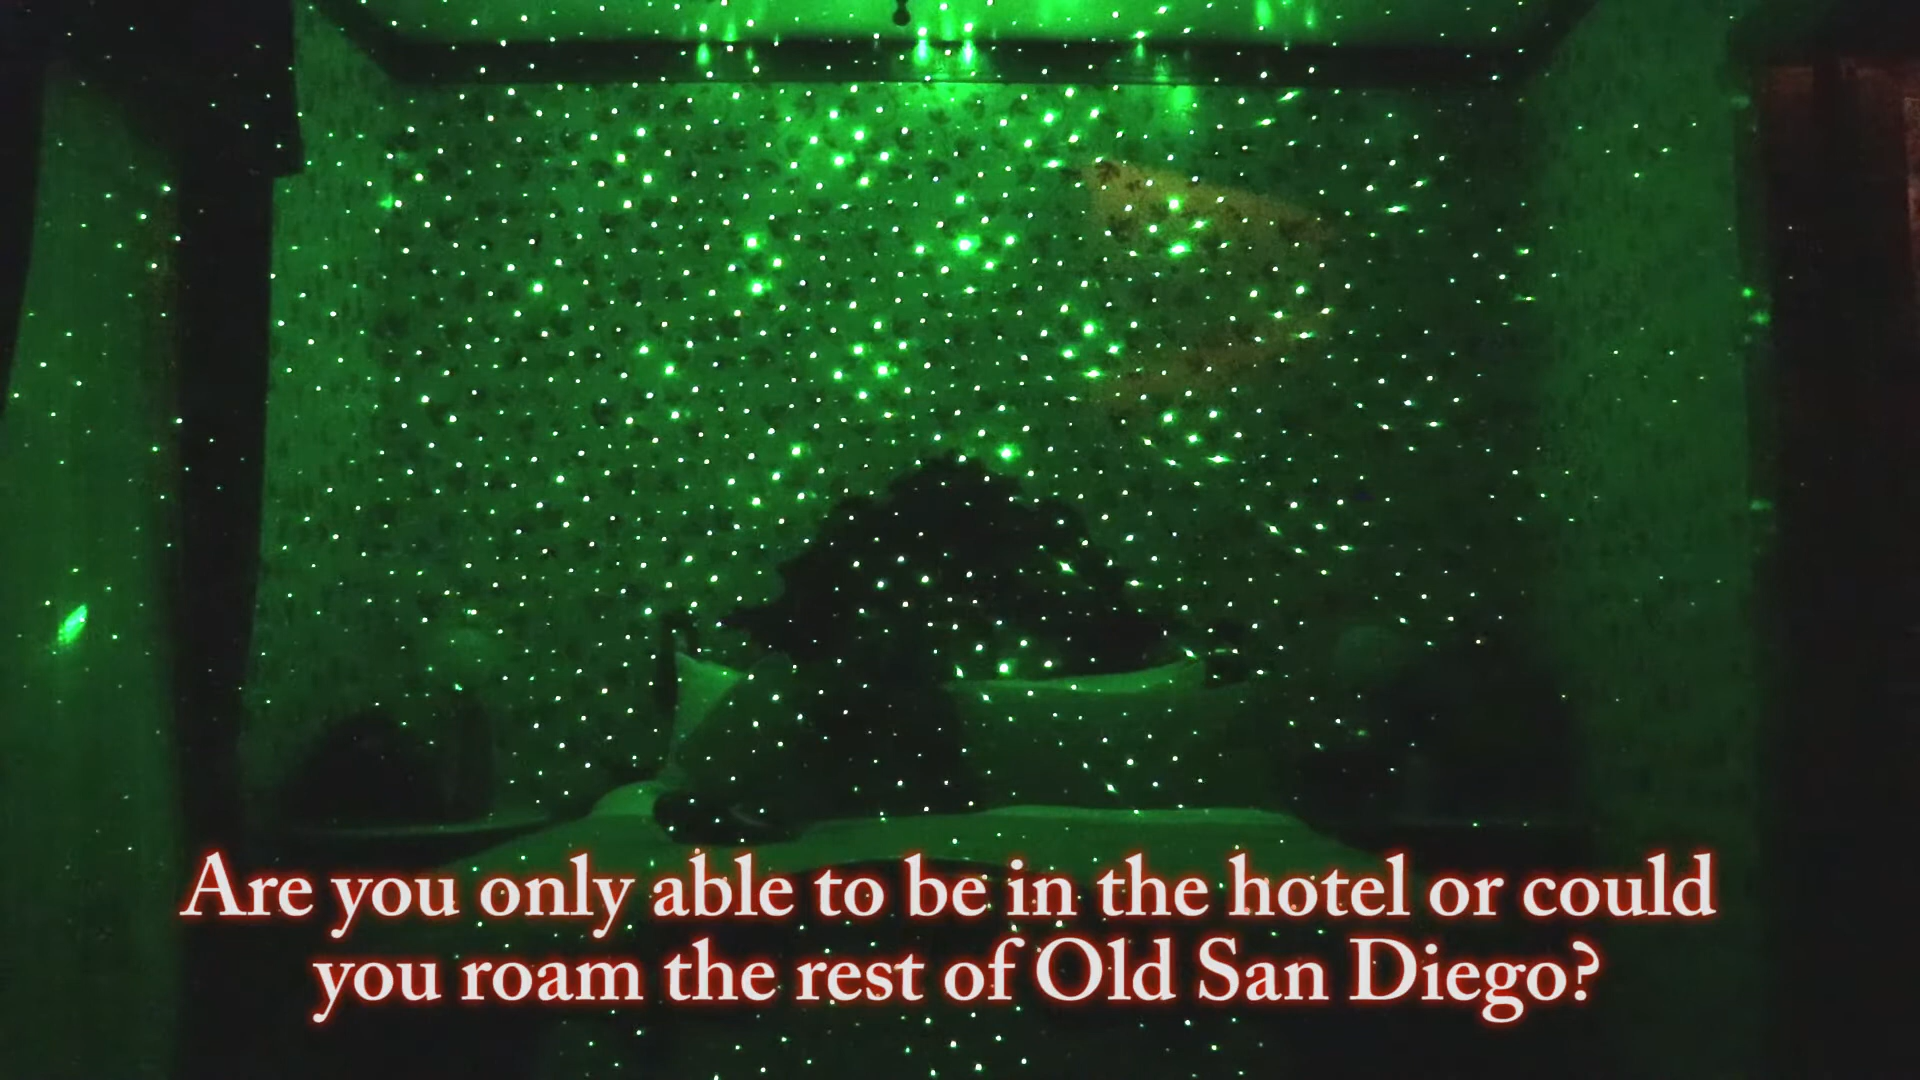 Are you only able to be in the hotel or could
you roam the rest of Old San Diego?